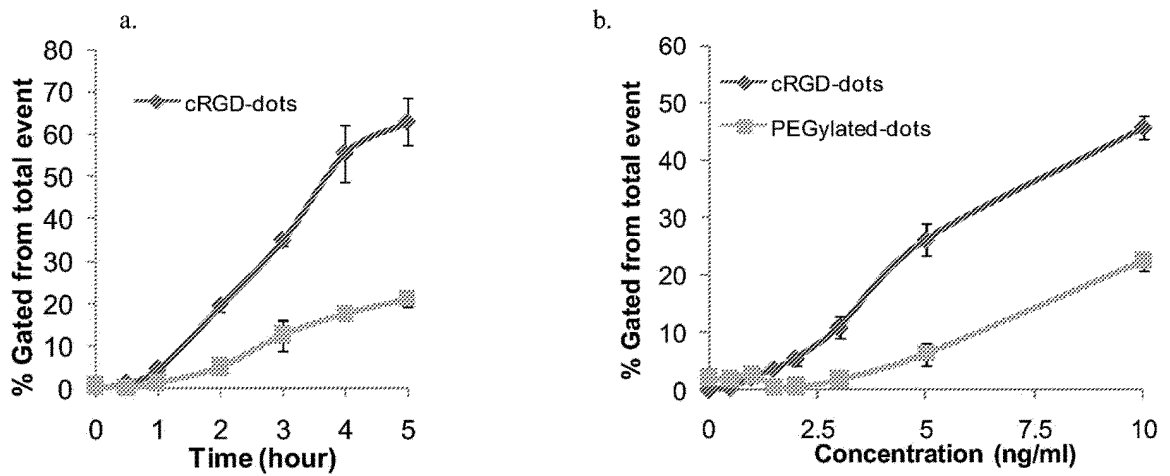 a.
% Gated from total event
80
70
60
50
40
30
20
10
0
cRGD-dots
0 1 2 3 4 5
Time (hour)
b.
% Gated from total event
60
50
40
30
20
10
0
cRGD-dots
PEGylated-dots
0 2.5 5 7.5 10
Concentration (ng/ml)